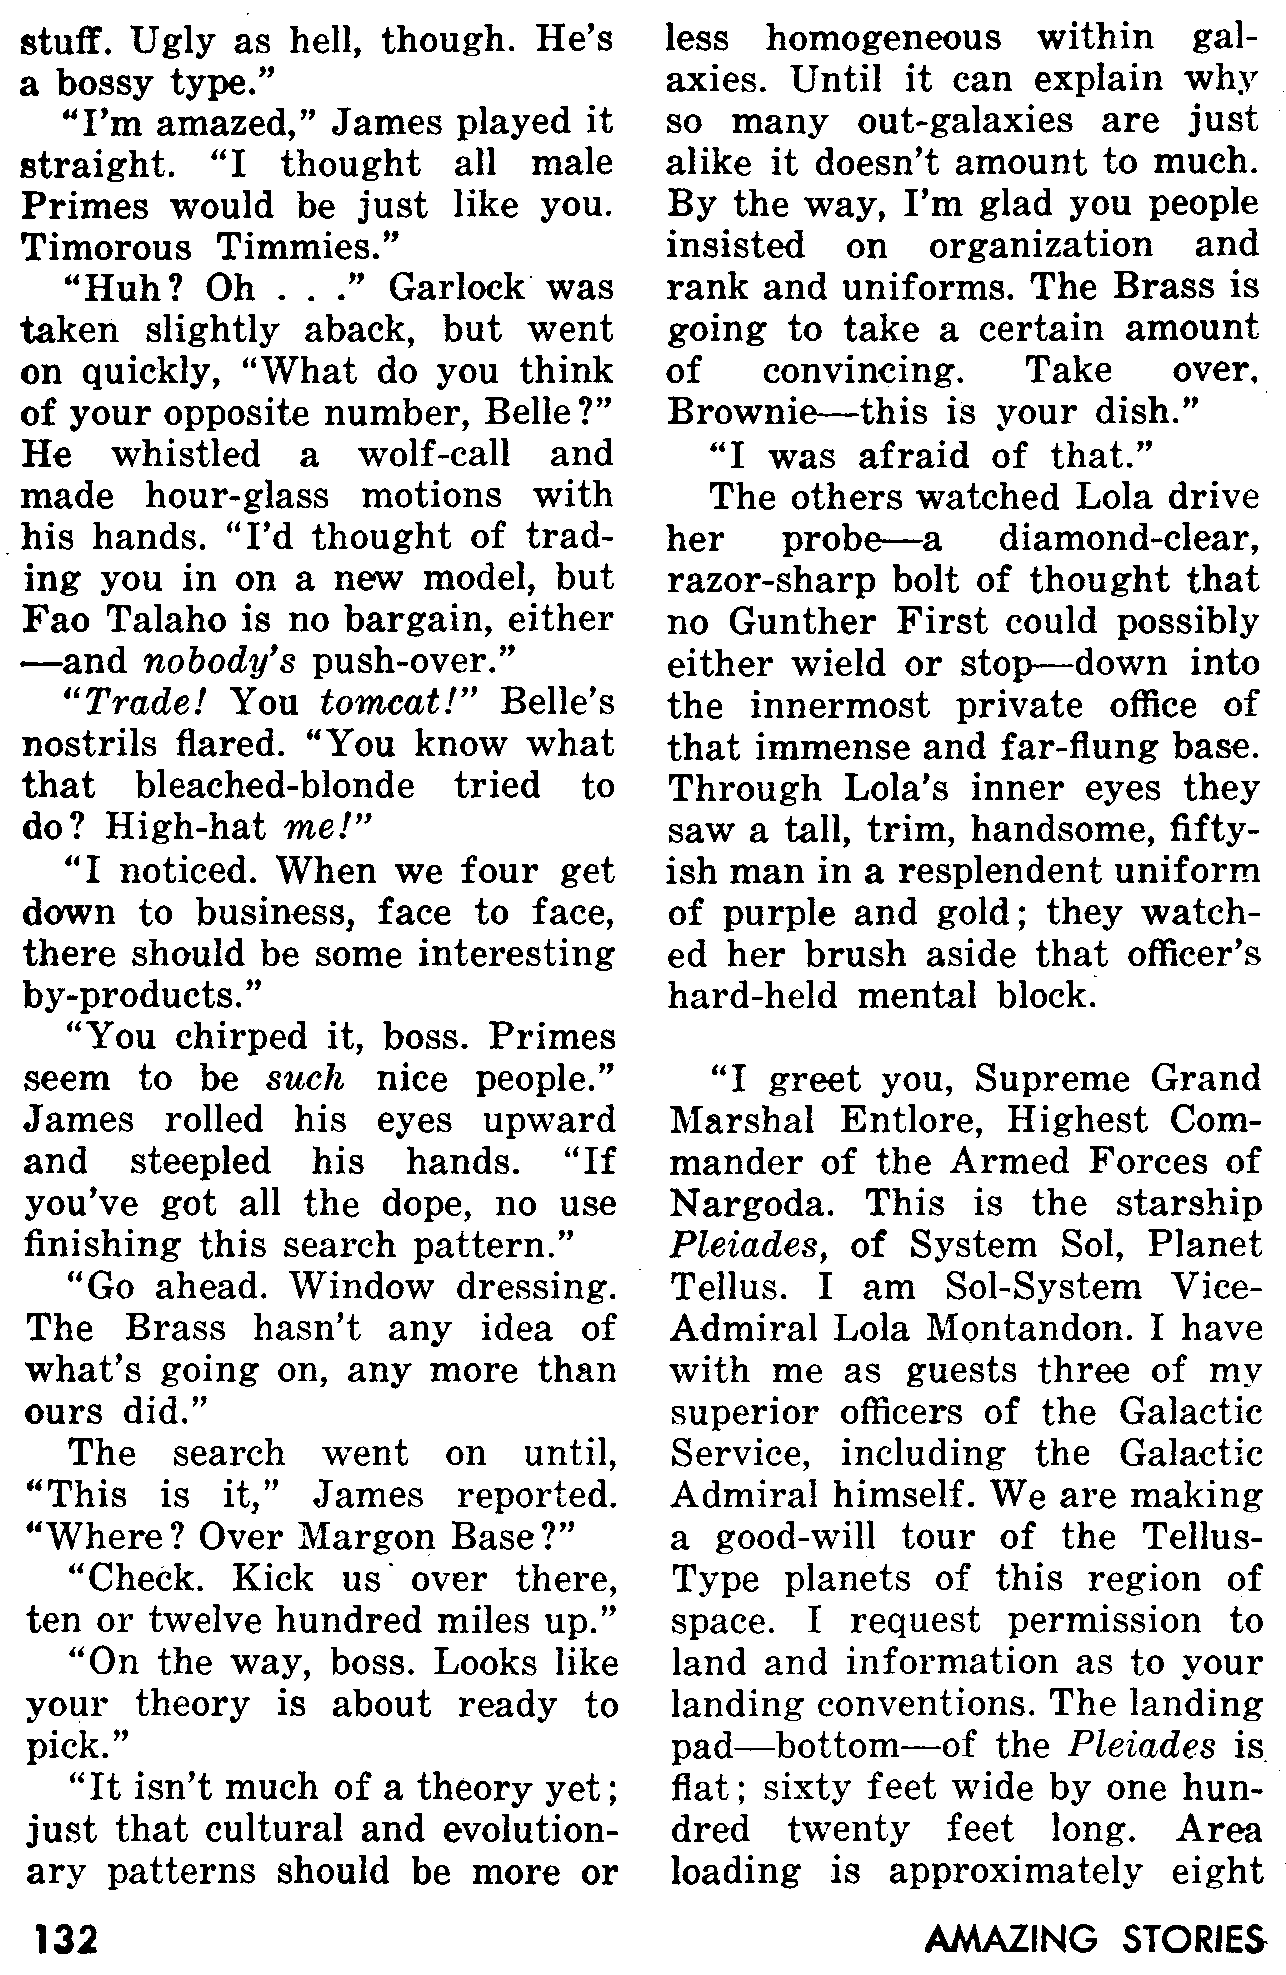 stuff. Ugly as hell, though. He's
a bossy type."
"I'm amazed," James played it
straight. "I thought all male
Primes would be just like you.
Timorous Timmies."
"Huh? Oh . . ." Garlock was
taken slightly aback, but went
on quickly, "What do you think
of your opposite number, Belle?"
He whistled a wolf-call and
made hour-glass motions with
his hands. "I'd thought of trad-
ing you in on a new model, but
Fao Talaho is no bargain, either
—and nobody's push-over."
"Trade! You tomcat!" Belle's
nostrils flared. "You know what
that bleached-blonde tried to
do? High-hat me!"
"I noticed. When we four get
down to business, face to face,
there should be some interesting
by-products."
"You chirped it, boss. Primes
seem to be such nice people."
James rolled his eyes upward
and steepled his hands. "If
you've got all the dope, no use
finishing this search pattern."
"Go ahead. Window dressing.
The Brass hasn't any idea of
what's going on, any more than
ours did."
The search went on until,
"This is it," James reported.
"Where? Over Margon Base?"
"Check. Kick us over there,
ten or twelve hundred miles up."
"On the way, boss. Looks like
your theory is about ready to
pick."
"It isn't much of a theory yet;
just that cultural and evolution-
ary patterns should be more or
less homogeneous within gal-
axies. Until it can explain why
so many out-galaxies are just
alike it doesn't amount to much.
By the way, I'm glad you people
insisted on organization and
rank and uniforms. The Brass is
going to take a certain amount
of convincing. Take over,
Brownie—this is your dish."
"I was afraid of that."
The others watched Lola drive
her probe—a diamond-clear,
razor-sharp bolt of thought that
no Gunther First could possibly
either wield or stop—down into
the innermost private office of
that immense and far-flung base.
Through Lola's inner eyes they
saw a tall, trim, handsome, fifty-
ish man in a resplendent uniform
of purple and gold; they watch-
ed her brush aside that officer's
hard-held mental block.
"I greet you, Supreme Grand
Marshal Entlore, Highest Com-
mander of the Armed Forces of
Nargoda. This is the starship
Pleiades, of System Sol, Planet
Tellus. I am Sol-System Vice-
Admiral Lola Montandon. I have
with me as guests three of my
superior officers of the Galactic
Service, including the Galactic
Admiral himself. We are making
a good-will tour of the Tellus-
Type planets of this region of
space. I request permission to
land and information as to your
landing conventions. The landing
pad—bottom—of the Pleiades is
flat; sixty feet wide by one hun-
dred twenty feet long. Area
loading is approximately eight
132
AMAZING STORIES